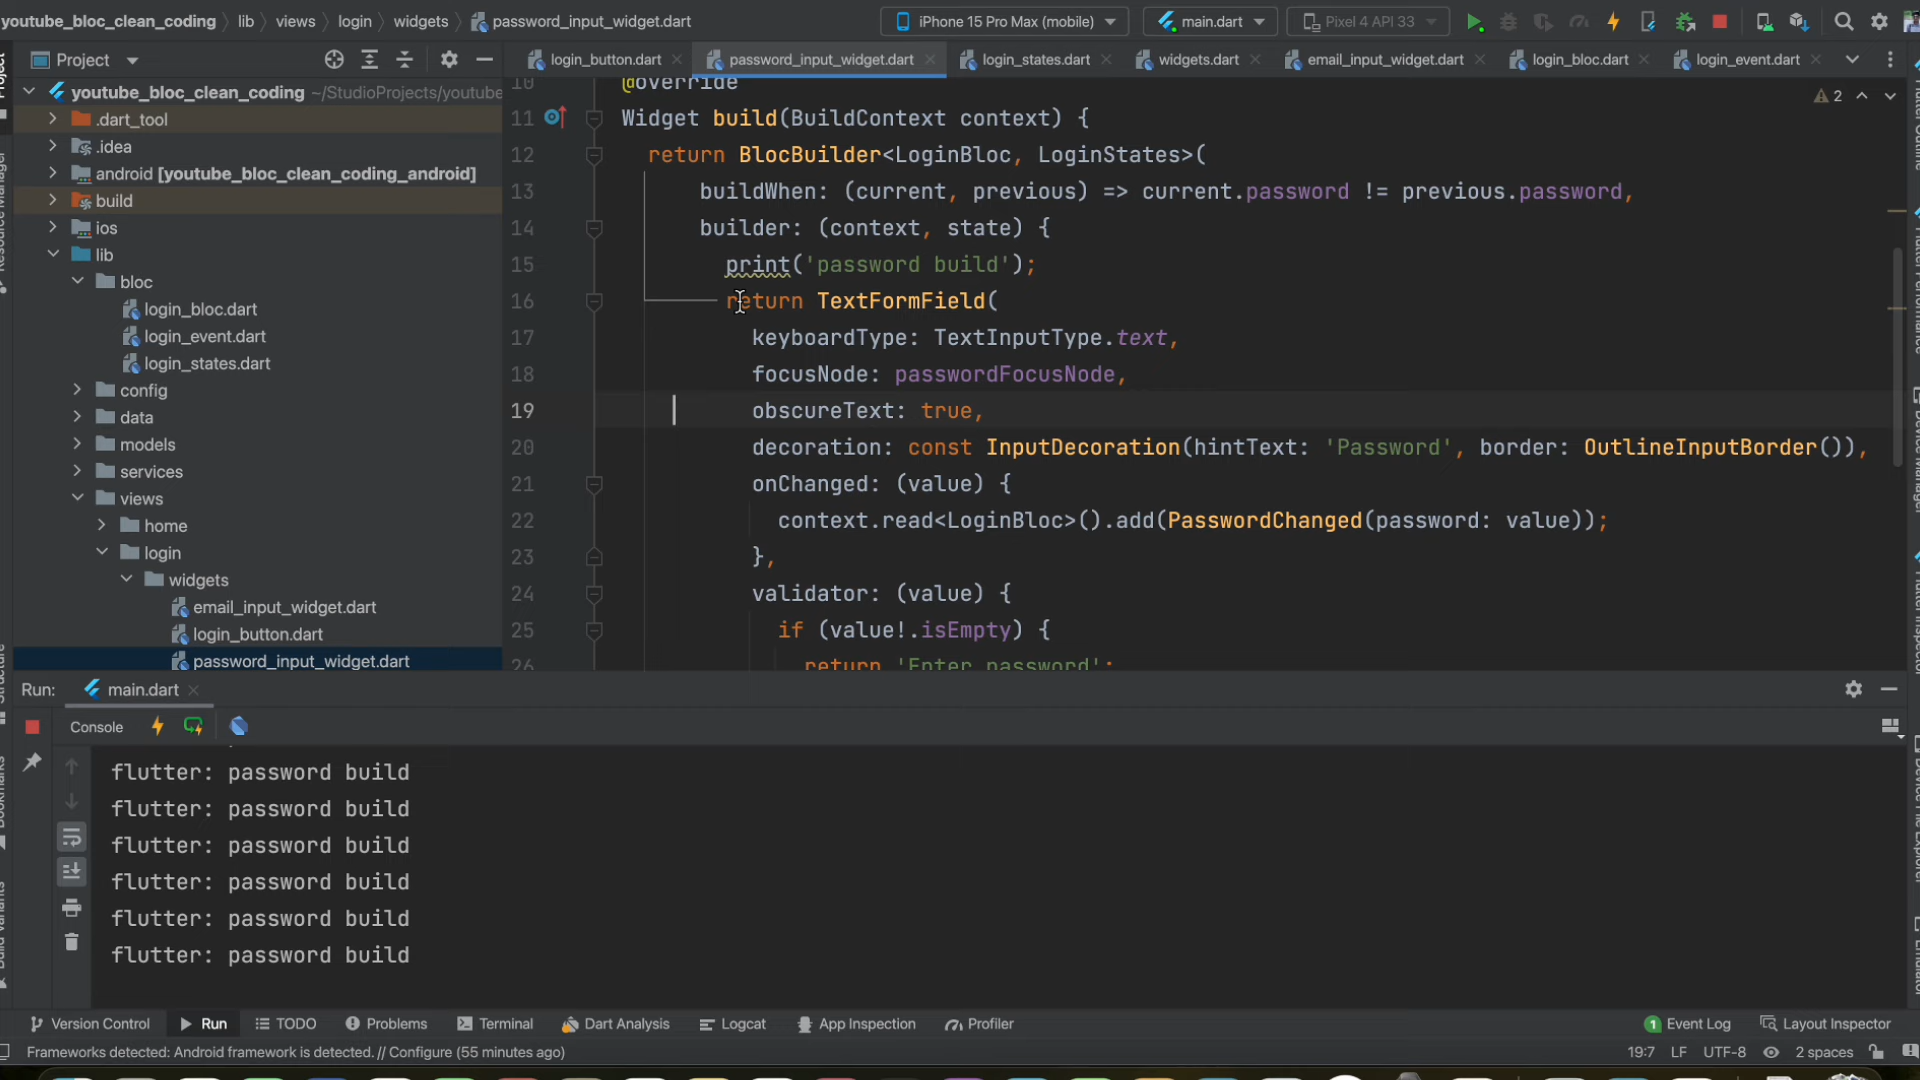 youtube_bloc_clean_coding lib views login widgets password_input_widget.dart iPhone 15 Pro Max (mobile) main.dart Pixel 4 API 33
Project login_button.dart password_input_widget.dart login_states.dart widgets.dart email_input_widget.dart login_bloc.dart login_event.dart
youtube_bloc_clean_coding ~/StudioProjects/youtube
.dart_tool
.idea
android [youtube_bloc_clean_coding_android]
build
ios
lib
bloc
login_bloc.dart
login_event.dart
login_states.dart
config
data
models
services
views
home
login
widgets
email_input_widget.dart
login_button.dart
password_input_widget.dart
10 @override
11 Widget build(BuildContext context) {
12 return BlocBuilder<LoginBloc, LoginStates>(
13 buildWhen: (current, previous) => current.password != previous.password,
14 builder: (context, state) {
15 print('password build');
16 return TextFormField(
17 keyboardType: TextInputType.text,
18 focusNode: passwordFocusNode,
19 obscureText: true,
20 decoration: const InputDecoration(hintText: 'Password', border: OutlineInputBorder()),
21 onChanged: (value) {
22 context.read<LoginBloc>().add(PasswordChanged(password: value));
23 },
24 validator: (value) {
25 if (value!.isEmpty) {
26 return 'Enter password';
2
Run: main.dart
Console
flutter: password build
flutter: password build
flutter: password build
flutter: password build
flutter: password build
flutter: password build
Version Control Run TODO Problems Terminal Dart Analysis Logcat App Inspection Profiler 1 Event Log Layout Inspector
Frameworks detected: Android framework is detected. // Configure (55 minutes ago) 19:7 LF UTF-8 2 spaces